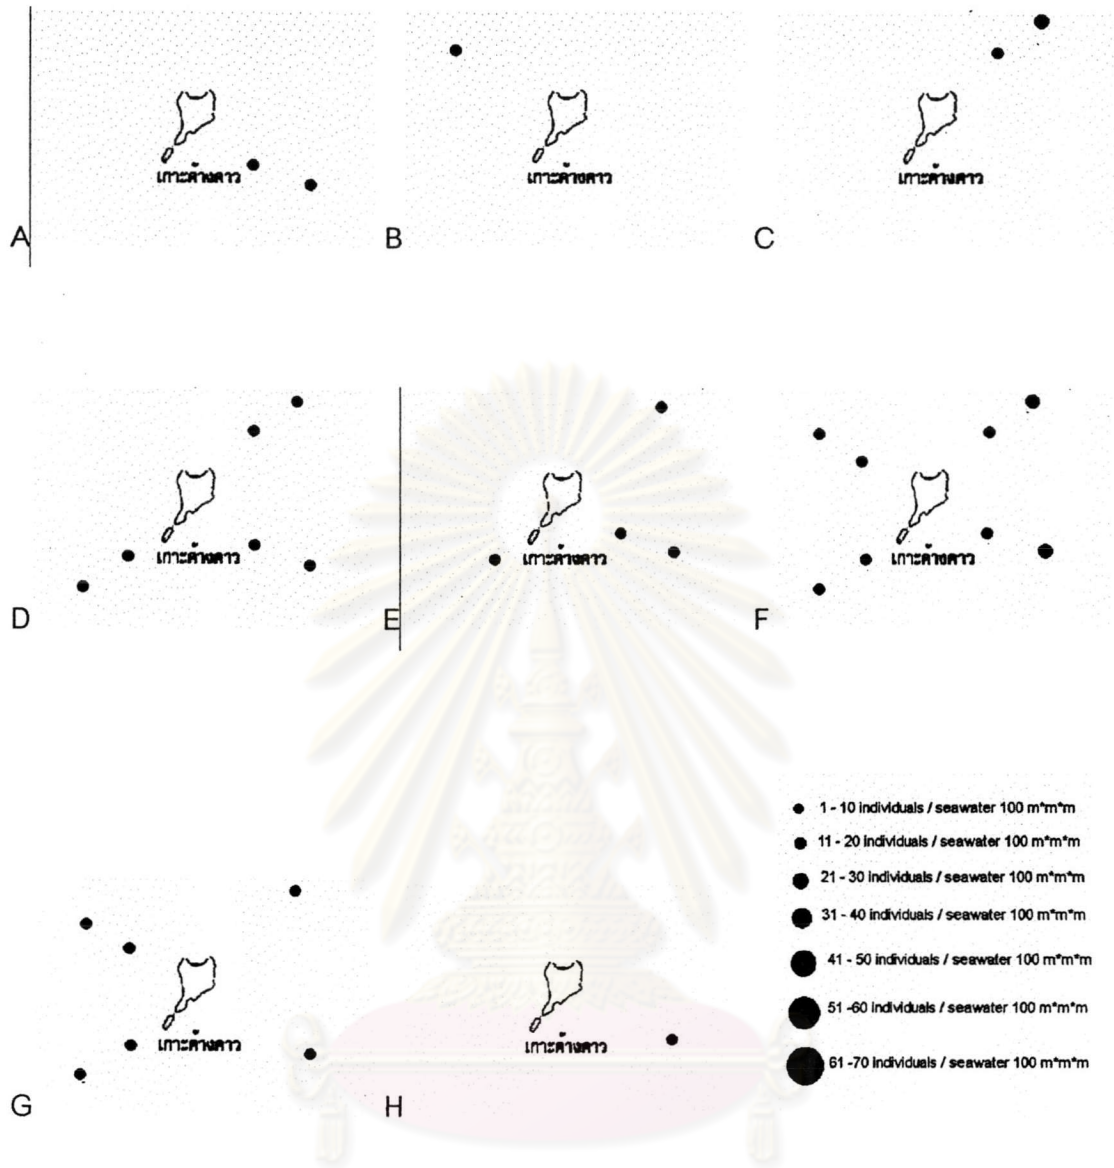 เกาะค้างคาว
A
เกาะค้างคาว
B
เกาะค้างคาว
C
เกาะค้างคาว
D
เกาะค้างคาว
E
เกาะค้างคาว
F
1 - 10 individuals / seawater 100 m*m*m
11 - 20 individuals / seawater 100 m*m*m
21 - 30 individuals / seawater 100 m*m*m
31 - 40 individuals / seawater 100 m*m*m
41 - 50 individuals / seawater 100 m*m*m
51 -60 individuals / seawater 100 m*m*m
61 -70 individuals / seawater 100 m*m*m
เกาะค้างคาว
G
เกาะค้างคาว
H